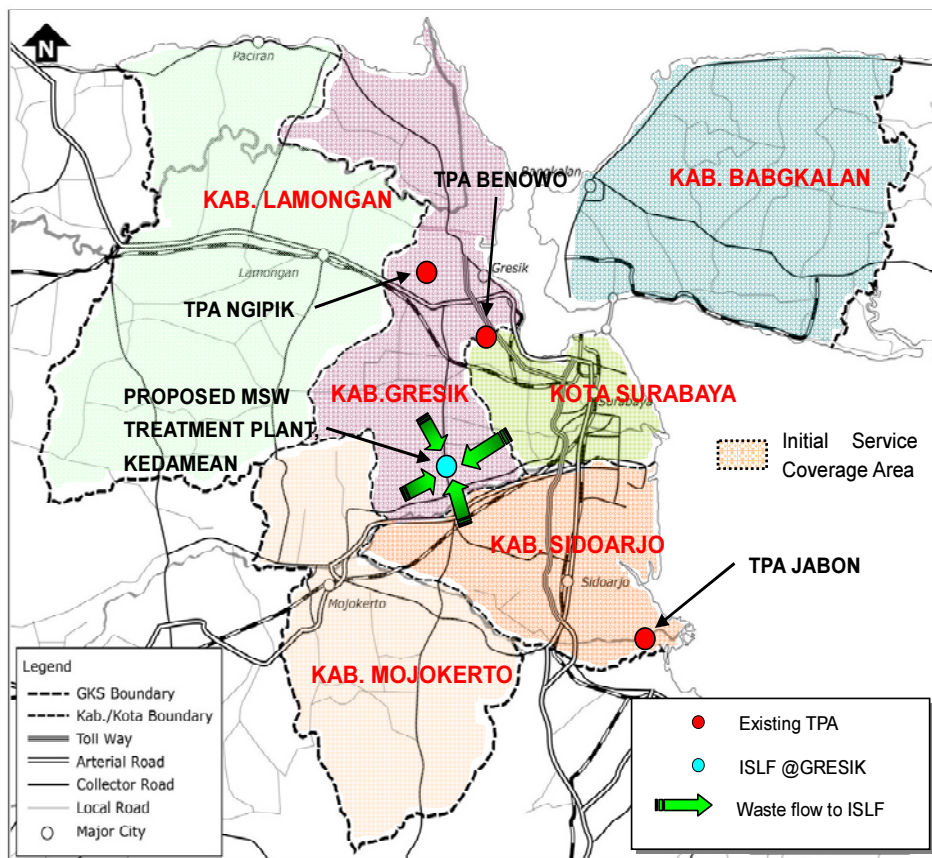 N
Paciran
TPA BENOWO
Bangkalan
KAB. BABGKALAN
KAB. LAMONGAN
Lamongan
Gresik
TPA NGIPIK
PROPOSED MSW
TREATMENT PLANT
KEDAMEAN
KAB.GRESIK
KOTA SURABAYA
Surabaya
Initial Service
Coverage Area
KAB. SIDOARJO
Sidoarjo
TPA JABON
Mojokerto
KAB. MOJOKERTO
Legend
GKS Boundary
Kab./Kota Boundary
Toll Way
Arterial Road
Collector Road
Local Road
Major City
Existing TPA
ISLF @GRESIK
Waste flow to ISLF